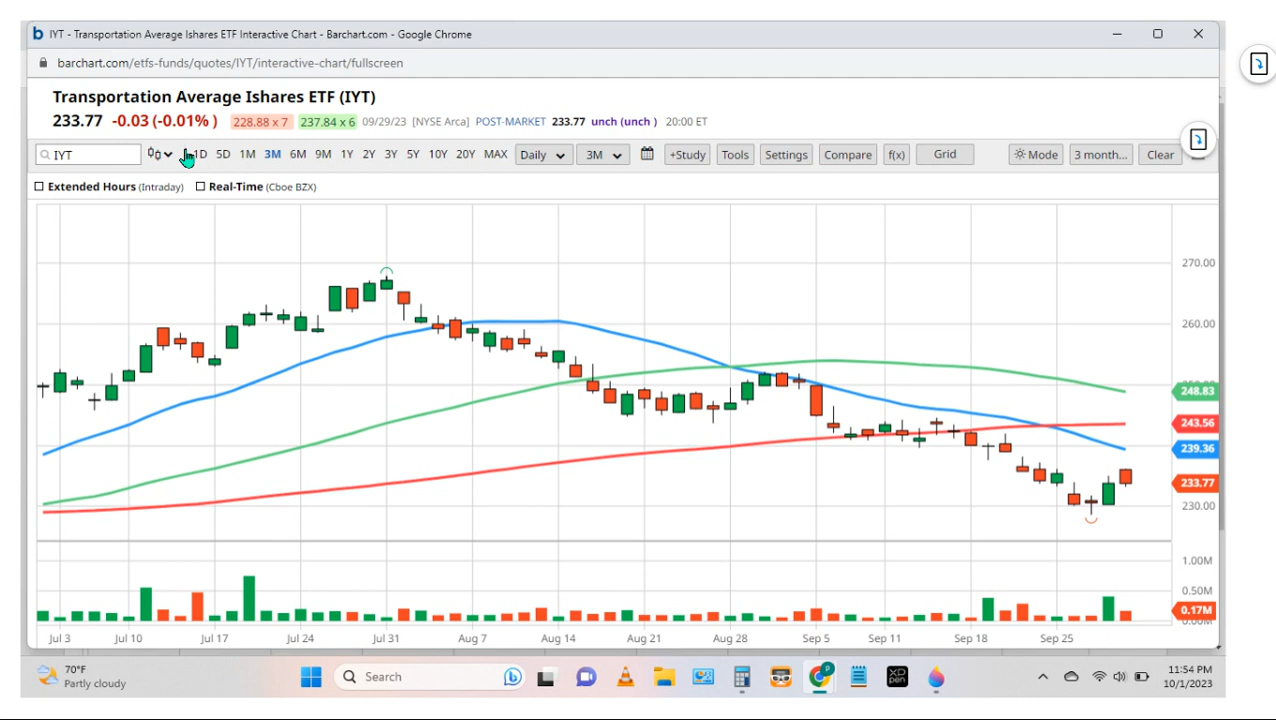 IYT - Transportation Average Ishares ETF Interactive Chart - Barchart.com - Google Chrome
barchart.com/etfs-funds/quotes/IYT/interactive-chart/fullscreen
Transportation Average Ishares ETF (IYT)
233.77 -0.03 (-0.01% ) 228.88 x 7 237.84 x 6 09/29/23 [NYSE Arca] POST-MARKET 233.77 unch (unch ) 20:00 ET
IYT 1D 5D 1M 3M 6M 9M 1Y 2Y 3Y 5Y 10Y 20Y MAX Daily 3M +Study Tools Settings Compare f(x) Grid Mode 3 month... Clear
Extended Hours (Intraday) Real-Time (Cboe BZX)
270.00
260.00
248.83
243.56
239.36
233.77
230.00
1.00M
0.50M
0.17M
Jul 3 Jul 10 Jul 17 Jul 24 Jul 31 Aug 7 Aug 14 Aug 21 Aug 28 Sep 5 Sep 11 Sep 18 Sep 25
70°F
Partly cloudy
Search
11:54 PM
10/1/2023